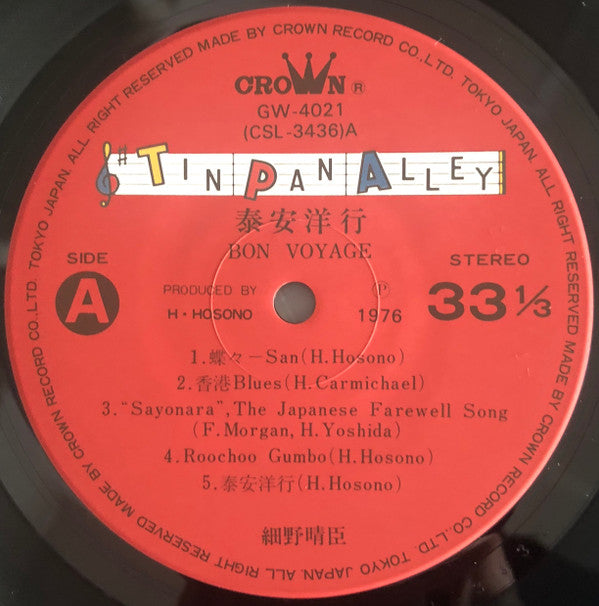 MADE BY CROWN RECORD CO., LTD. TOKYO JAPAN. ALL RIGHT RESERVED MADE BY CROWN RECORD CO., LTD. TOKYO JAPAN. ALL RIGHT RESERVED MADE BY CROWN RECORD CO., LTD. TOKYO JAPAN. ALL RIGHT RESERVED
CROWN ®
GW-4021
(CSL-3436)A
TIN PAN ALLEY
泰安洋行
BON VOYAGE
SIDE
A
PRODUCED BY
H・HOSONO
Ⓟ
1976
STEREO
33 1/3
1.蝶々－San(H.Hosono)
2.香港Blues(H.Carmichael)
3."Sayonara",The Japanese Farewell Song
(F.Morgan, H.Yoshida)
4.Roochoo Gumbo(H.Hosono)
5.泰安洋行(H.Hosono)
細野晴臣